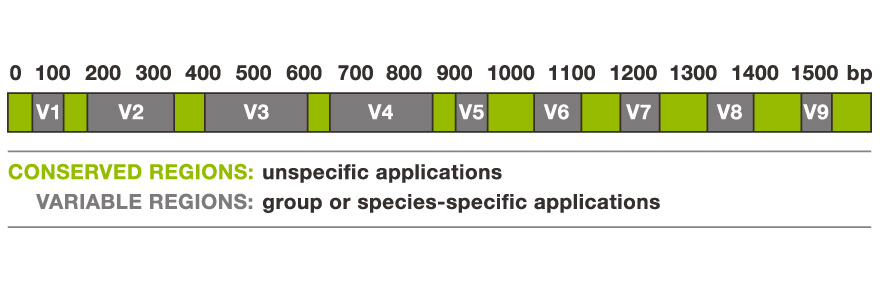 0 100 200 300 400 500 600 700 800 900 1000 1100 1200 1300 1400 1500 bp
V1 V2 V3 V4 V5 V6 V7 V8 V9
CONSERVED REGIONS: unspecific applications
VARIABLE REGIONS: group or species-specific applications